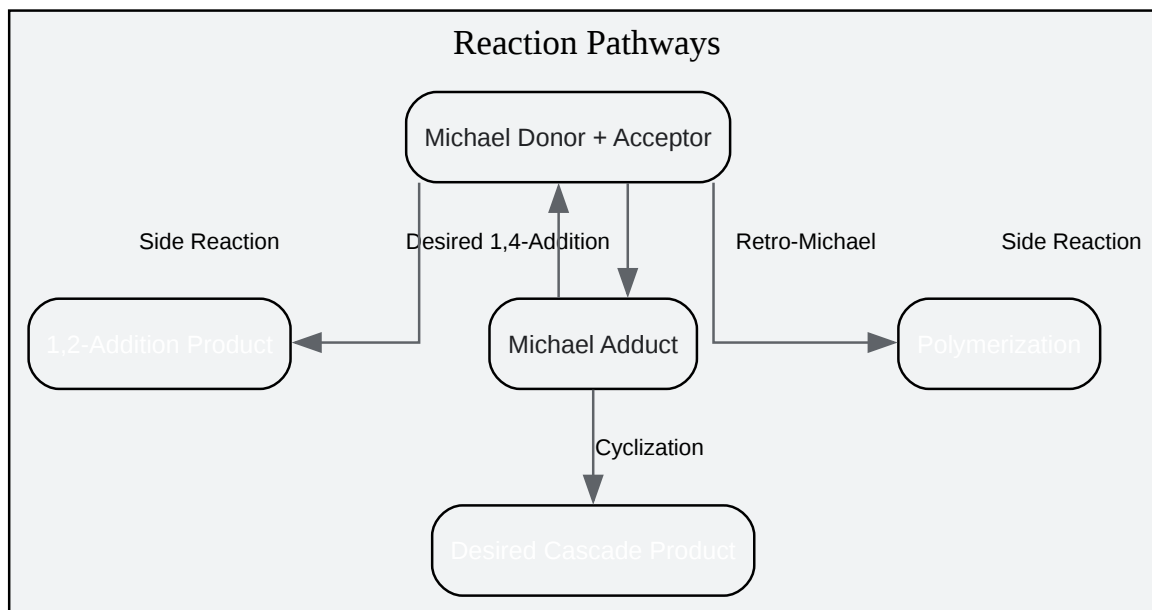 Reaction Pathways
Michael Donor + Acceptor
Side Reaction
Desired 1,4-Addition
Retro-Michael
Side Reaction
1,2-Addition Product
Michael Adduct
Polymerization
Cyclization
Desired Cascade Product